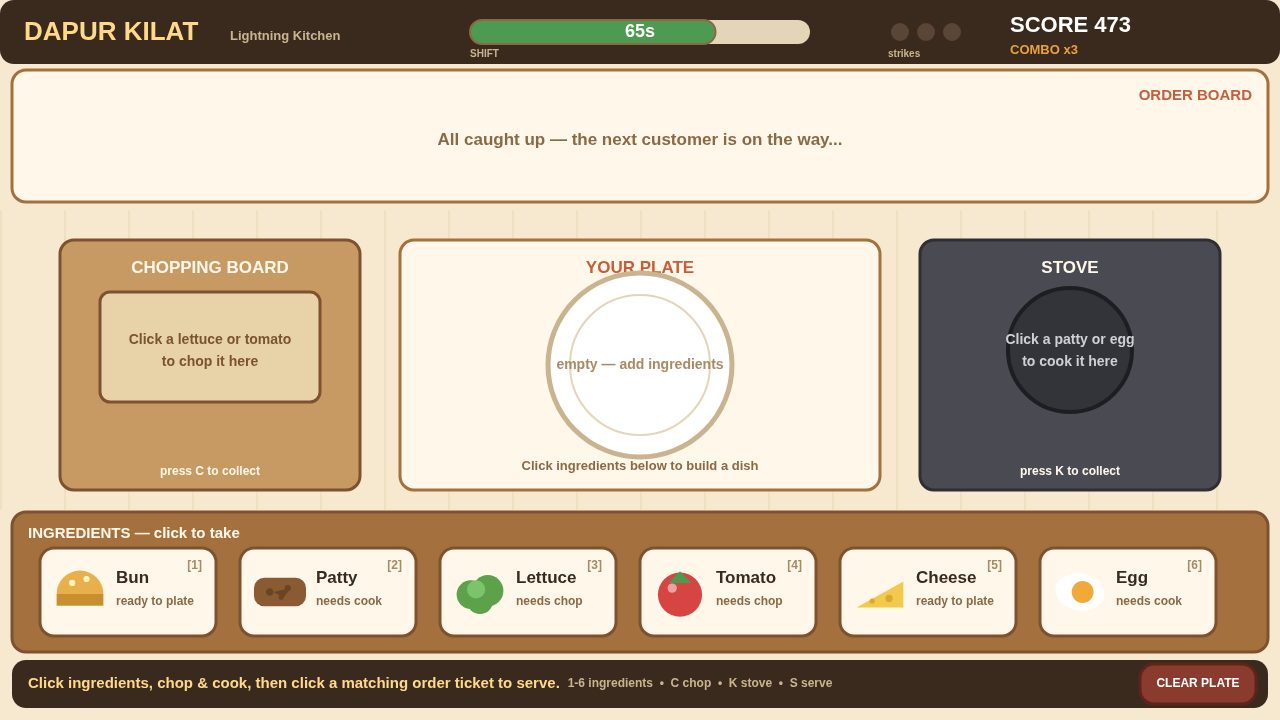 DAPUR KILAT
Lightning Kitchen
65s
SHIFT
strikes
SCORE 473
COMBO x3
ORDER BOARD
All caught up — the next customer is on the way...
CHOPPING BOARD
Click a lettuce or tomato
to chop it here
press C to collect
YOUR PLATE
empty — add ingredients
Click ingredients below to build a dish
STOVE
Click a patty or egg
to cook it here
press K to collect
INGREDIENTS — click to take
[1]
Bun
ready to plate
[2]
Patty
needs cook
[3]
Lettuce
needs chop
[4]
Tomato
needs chop
[5]
Cheese
ready to plate
[6]
Egg
needs cook
Click ingredients, chop & cook, then click a matching order ticket to serve. 1-6 ingredients • C chop • K stove • S serve
CLEAR PLATE